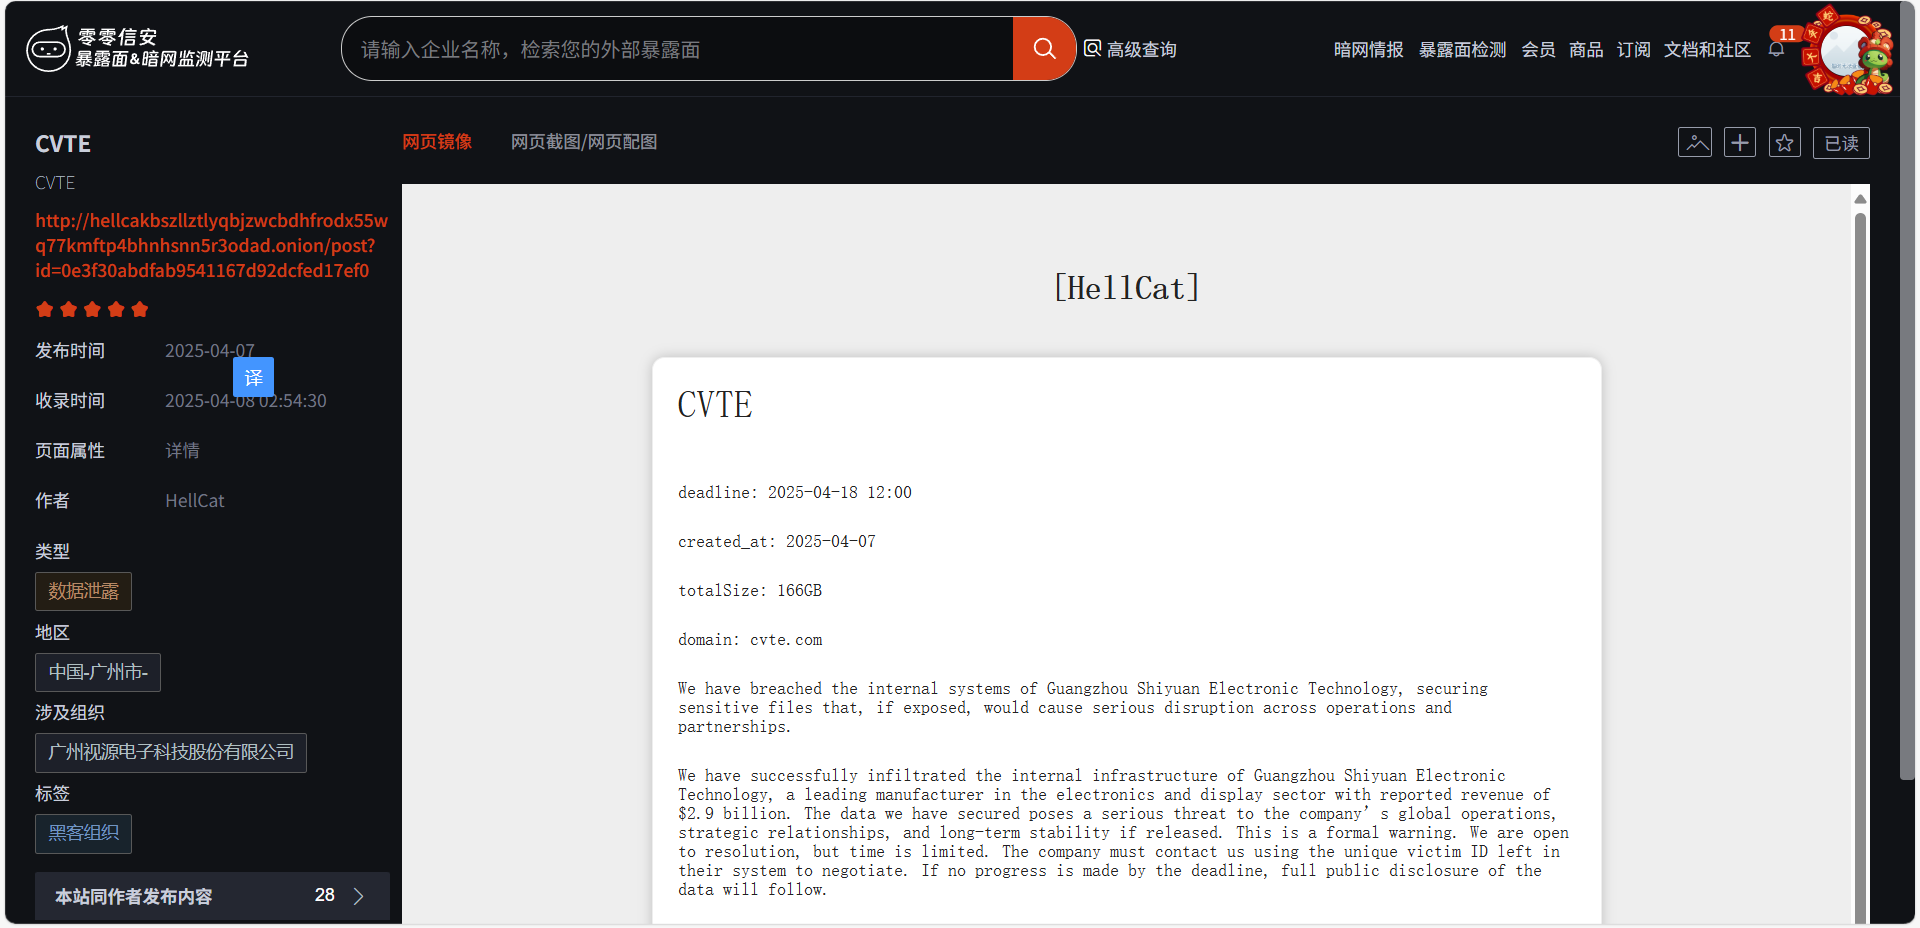 零零信安
暴露面&暗网监测平台
请输入企业名称，检索您的外部暴露面
高级查询
暗网情报 暴露面检测 会员 商品 订阅 文档和社区
11
CVTE
CVTE
http://hellcakbszllztlyqbjzwcbdhfrodx55w
q77kmftp4bhnhsnn5r3odad.onion/post?
id=0e3f30abdfab9541167d92dcfed17ef0
发布时间 2025-04-07
译
收录时间 2025-04-08 02:54:30
页面属性 详情
作者 HellCat
类型
数据泄露
地区
中国-广州市-
涉及组织
广州视源电子科技股份有限公司
标签
黑客组织
本站同作者发布内容 28
网页镜像 网页截图/网页配图
已读
[HellCat]
CVTE
deadline: 2025-04-18 12:00
created_at: 2025-04-07
totalSize: 166GB
domain: cvte.com
We have breached the internal systems of Guangzhou Shiyuan Electronic Technology, securing
sensitive files that, if exposed, would cause serious disruption across operations and
partnerships.
We have successfully infiltrated the internal infrastructure of Guangzhou Shiyuan Electronic
Technology, a leading manufacturer in the electronics and display sector with reported revenue of
$2.9 billion. The data we have secured poses a serious threat to the company’s global operations,
strategic relationships, and long-term stability if released. This is a formal warning. We are open
to resolution, but time is limited. The company must contact us using the unique victim ID left in
their system to negotiate. If no progress is made by the deadline, full public disclosure of the
data will follow.